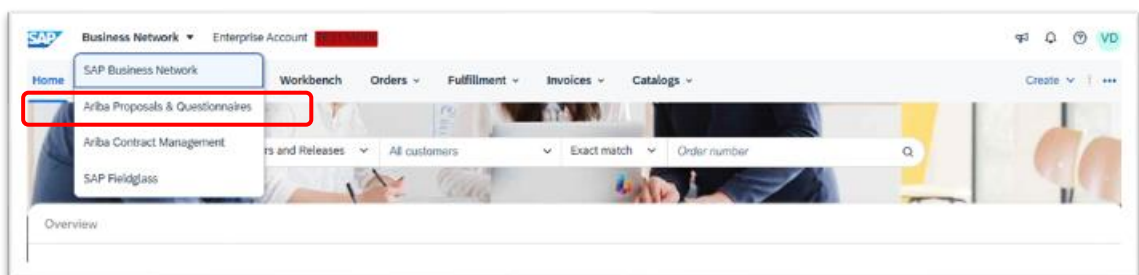 SAP Business Network Enterprise Account VD
SAP Business Network
Home Workbench Orders Fulfillment Invoices Catalogs Create
Ariba Proposals & Questionnaires
Ariba Contract Management
rs and Releases All customers Exact match Order number
SAP Fieldglass
Overview